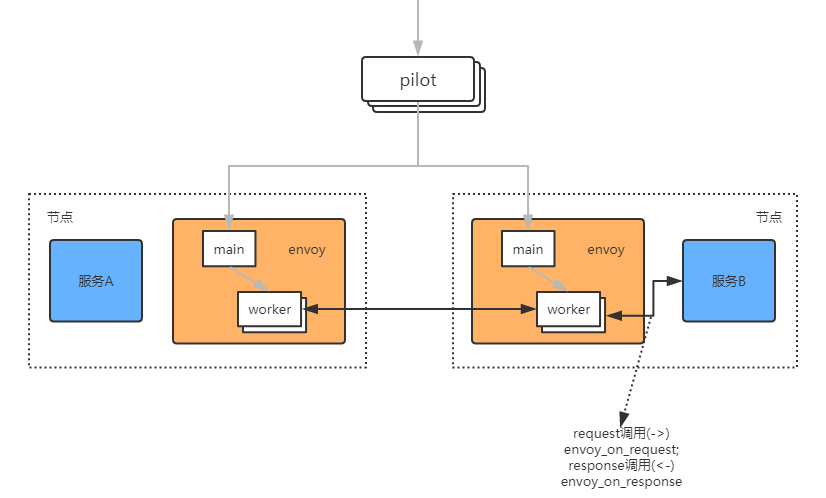 pilot
节点
节点
服务A
main
envoy
worker
main
envoy
worker
服务B
request调用(->)
envoy_on_request;
response调用(<-)
envoy_on_response